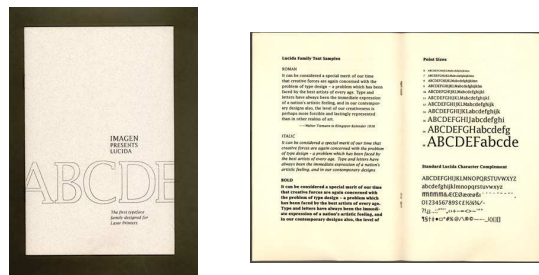 IMAGEN
PRESENTS
LUCIDA
ABCDE
The first typeface
family designed for
Laser Printers
Lucida Family Text Samples
ROMAN
It can be considered a special merit of our time
that creative forces are again concerned with the
problem of type design – a problem which has been
faced by the best artists of every age. Type and
letters have always been the immediate expression
of a nation's artistic feeling, and in our contempor-
ary designs, the level of our creativeness is
perhaps more forcible and lastingly represented
than in other realms of art.
ITALIC
It can be considered a special merit of our time that
creative forces are again concerned with the problem
of type design – a problem which has been faced by
the best artists of every age. Type and letters have
always been the immediate expression of a nation's
artistic feeling, and in our contemporary designs
BOLD
It can be considered a special merit of our time
that creative forces are again concerned with
the problem of type design – a problem which
has been faced by the best artists of every age.
Type and letters have always been the immedi-
ate expression of a nation's artistic feeling, and
in our contemporary designs, the level of
Point Sizes
ABCDEFGHIJKLabcdefghijk
ABCDEFGHIJabcdefghi
ABCDEFGHabcdefg
ABCDEFabcde
Standard Lucida Character Complement
ABCDEFGHIJKLMNOPQRSTUVWXYZ
abcdefghijklmnopqrstuvwxyz